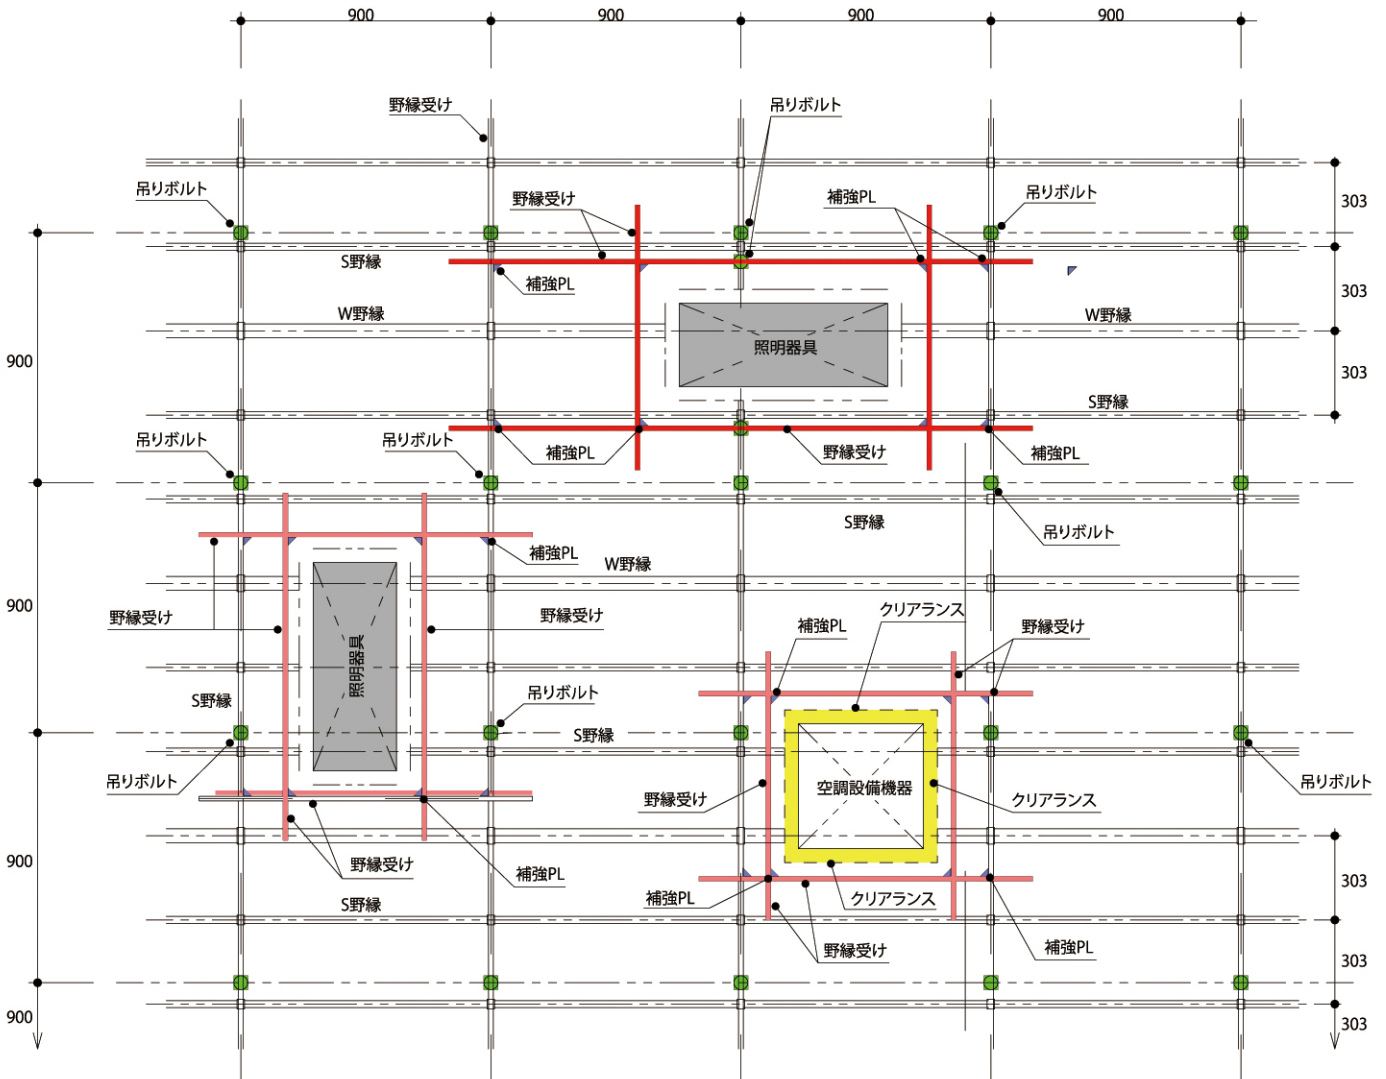 900
900
900
900
野縁受け
吊りボルト
吊りボルト
野縁受け
補強PL
吊りボルト
303
S野縁
補強PL
303
W野縁
W野縁
照明器具
900
303
S野縁
吊りボルト
吊りボルト
補強PL
野縁受け
補強PL
S野縁
吊りボルト
補強PL
W野縁
900
野縁受け
野縁受け
クリアランス
補強PL
野縁受け
照明器具
S野縁
吊りボルト
S野縁
吊りボルト
空調設備機器
吊りボルト
野縁受け
クリアランス
900
野縁受け
補強PL
303
S野縁
補強PL
クリアランス
野縁受け
補強PL
303
900
303